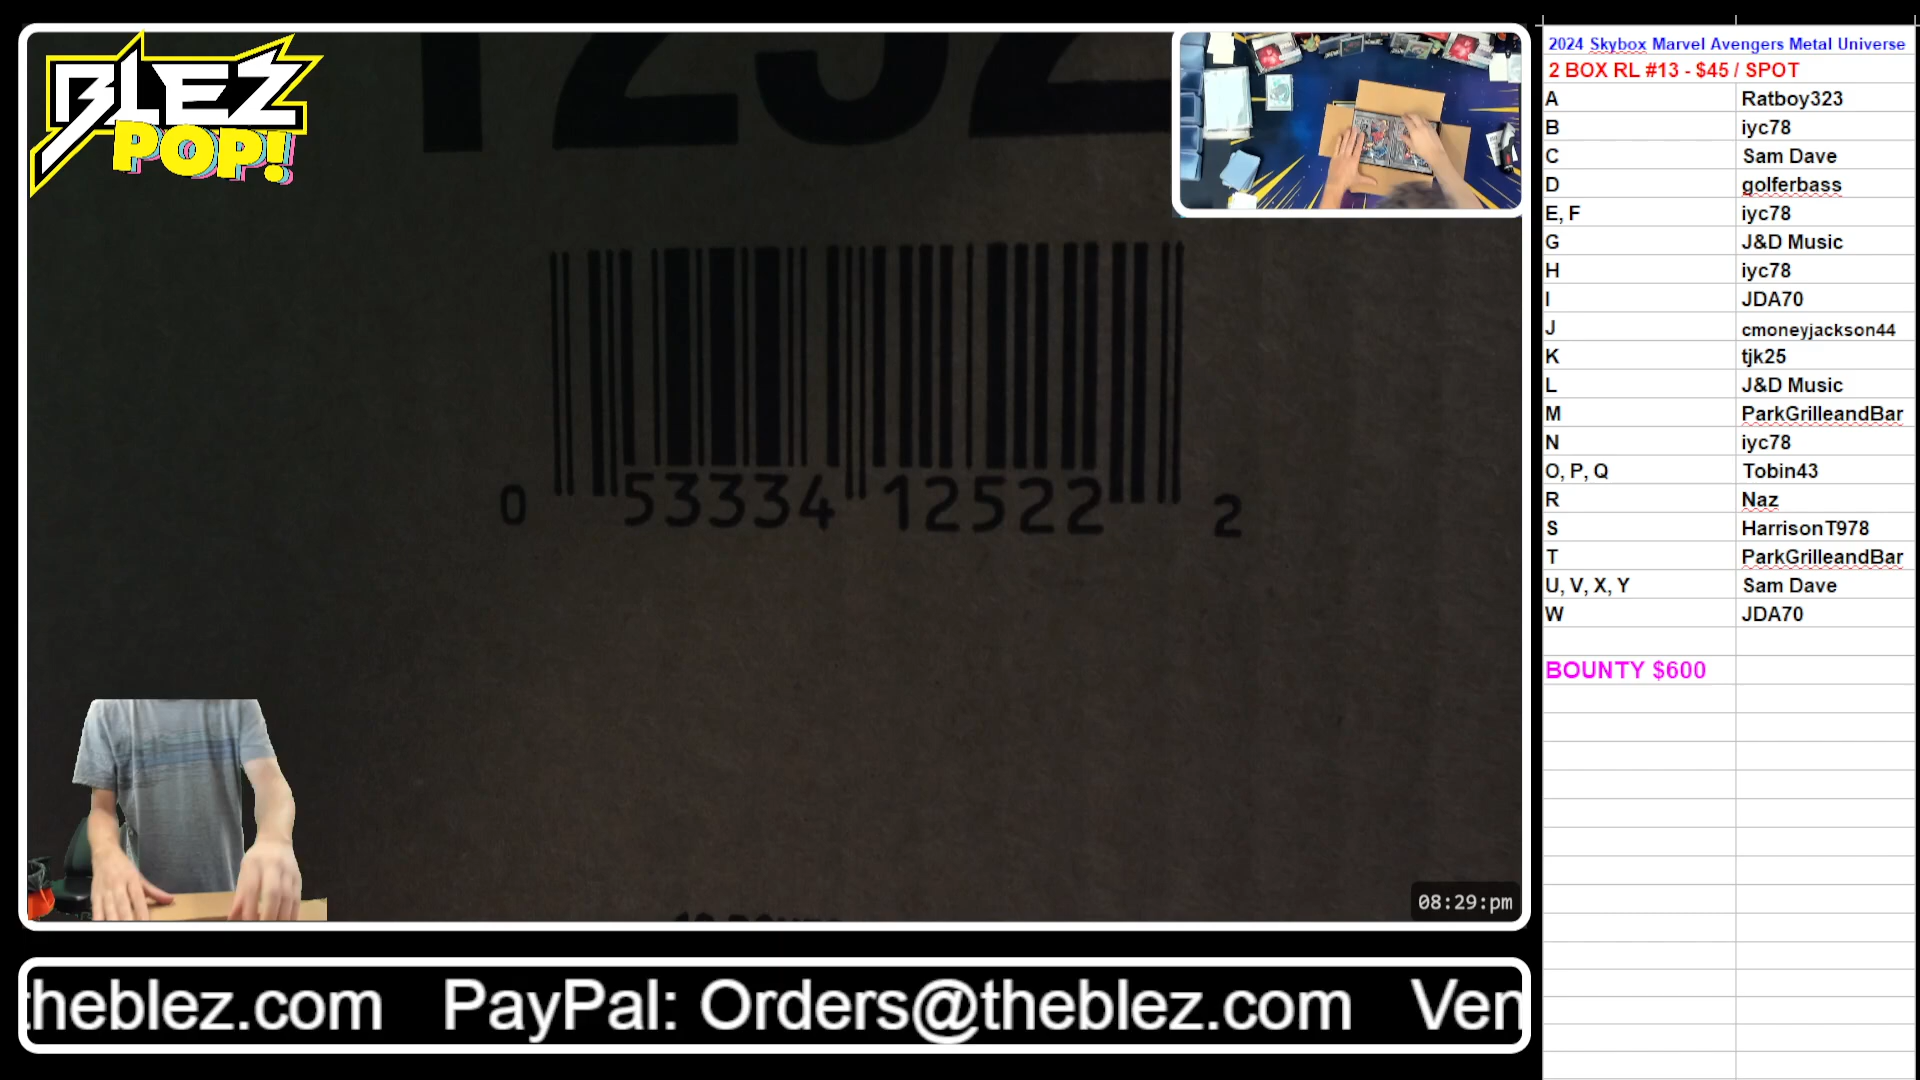 BLEZ
POP!
1252
0 53334 12522 2
08:29:pm
theblez.com PayPal: Orders@theblez.com Ven
2024 Skybox Marvel Avengers Metal Universe
2 BOX RL #13 - $45 / SPOT
A Ratboy323
B iyc78
C Sam Dave
D golferbass
E, F iyc78
G J&D Music
H iyc78
I JDA70
J cmoneyjackson44
K tjk25
L J&D Music
M ParkGrilleandBar
N iyc78
O, P, Q Tobin43
R Naz
S HarrisonT978
T ParkGrilleandBar
U, V, X, Y Sam Dave
W JDA70
BOUNTY $600